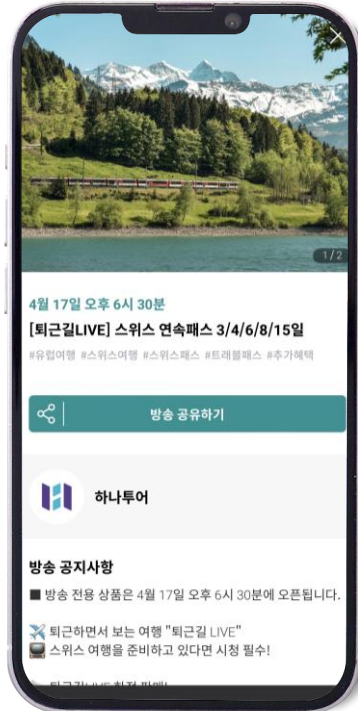 1/2
4월 17일 오후 6시 30분
[퇴근길LIVE] 스위스 연속패스 3/4/6/8/15일
#유럽여행 #스위스여행 #스위스패스 #트래블패스 #추가혜택
방송 공유하기
하나투어
방송 공지사항
■ 방송 전용 상품은 4월 17일 오후 6시 30분에 오픈됩니다.
✈️ 퇴근하면서 보는 여행 "퇴근길 LIVE"
📺 스위스 여행을 준비하고 있다면 시청 필수!